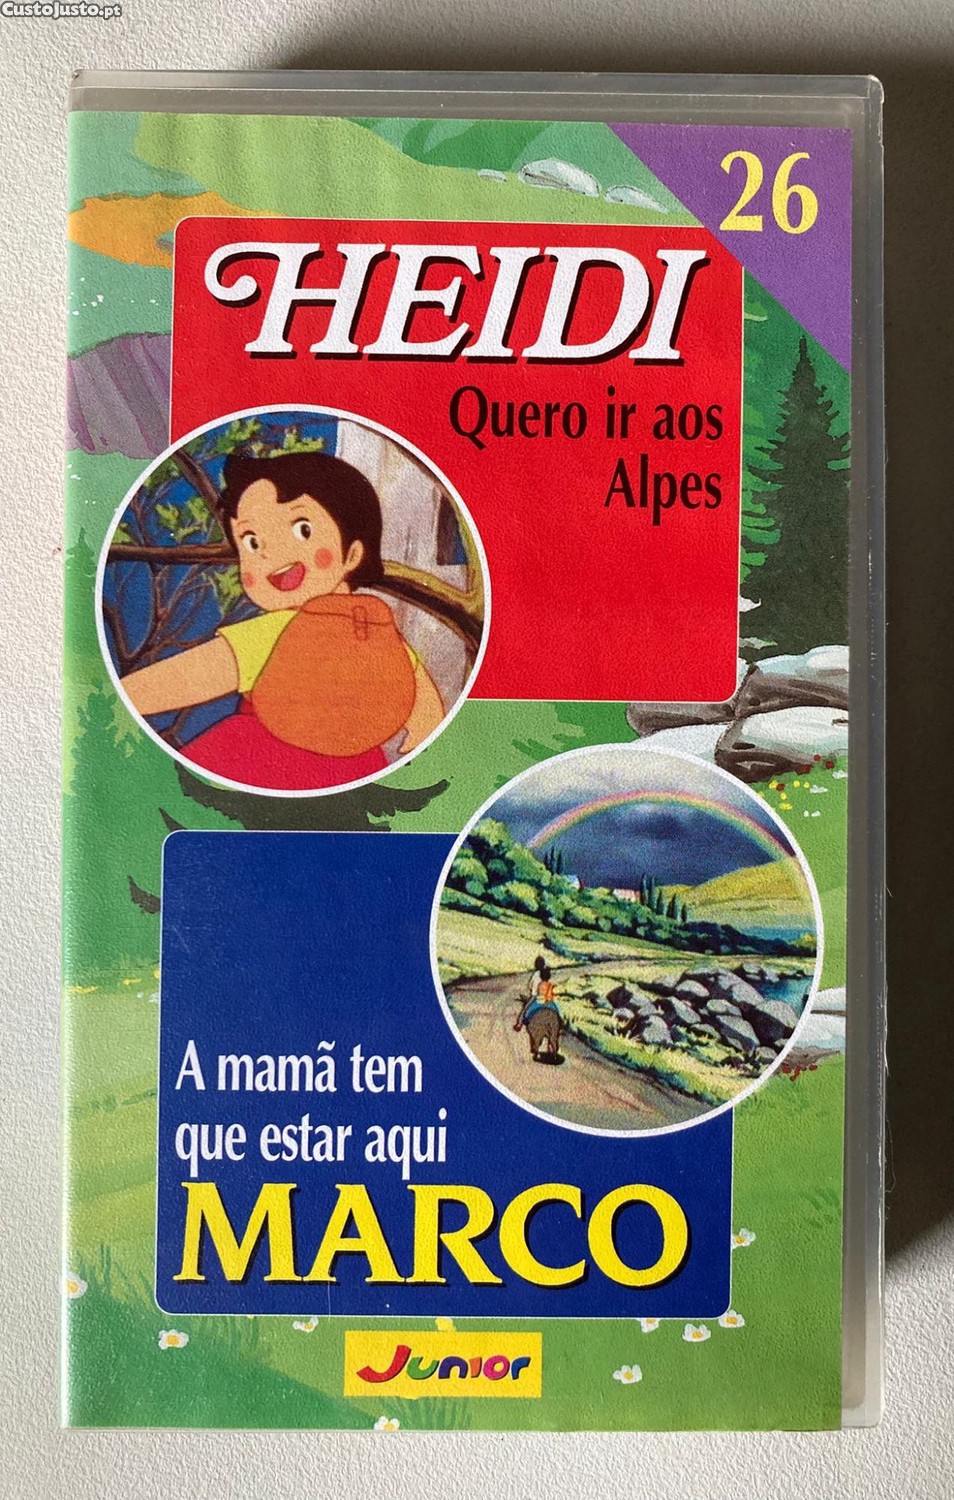 CustoJusto.pt
26
HEIDI
Quero ir aos
Alpes
A mamã tem
que estar aqui
MARCO
Junior